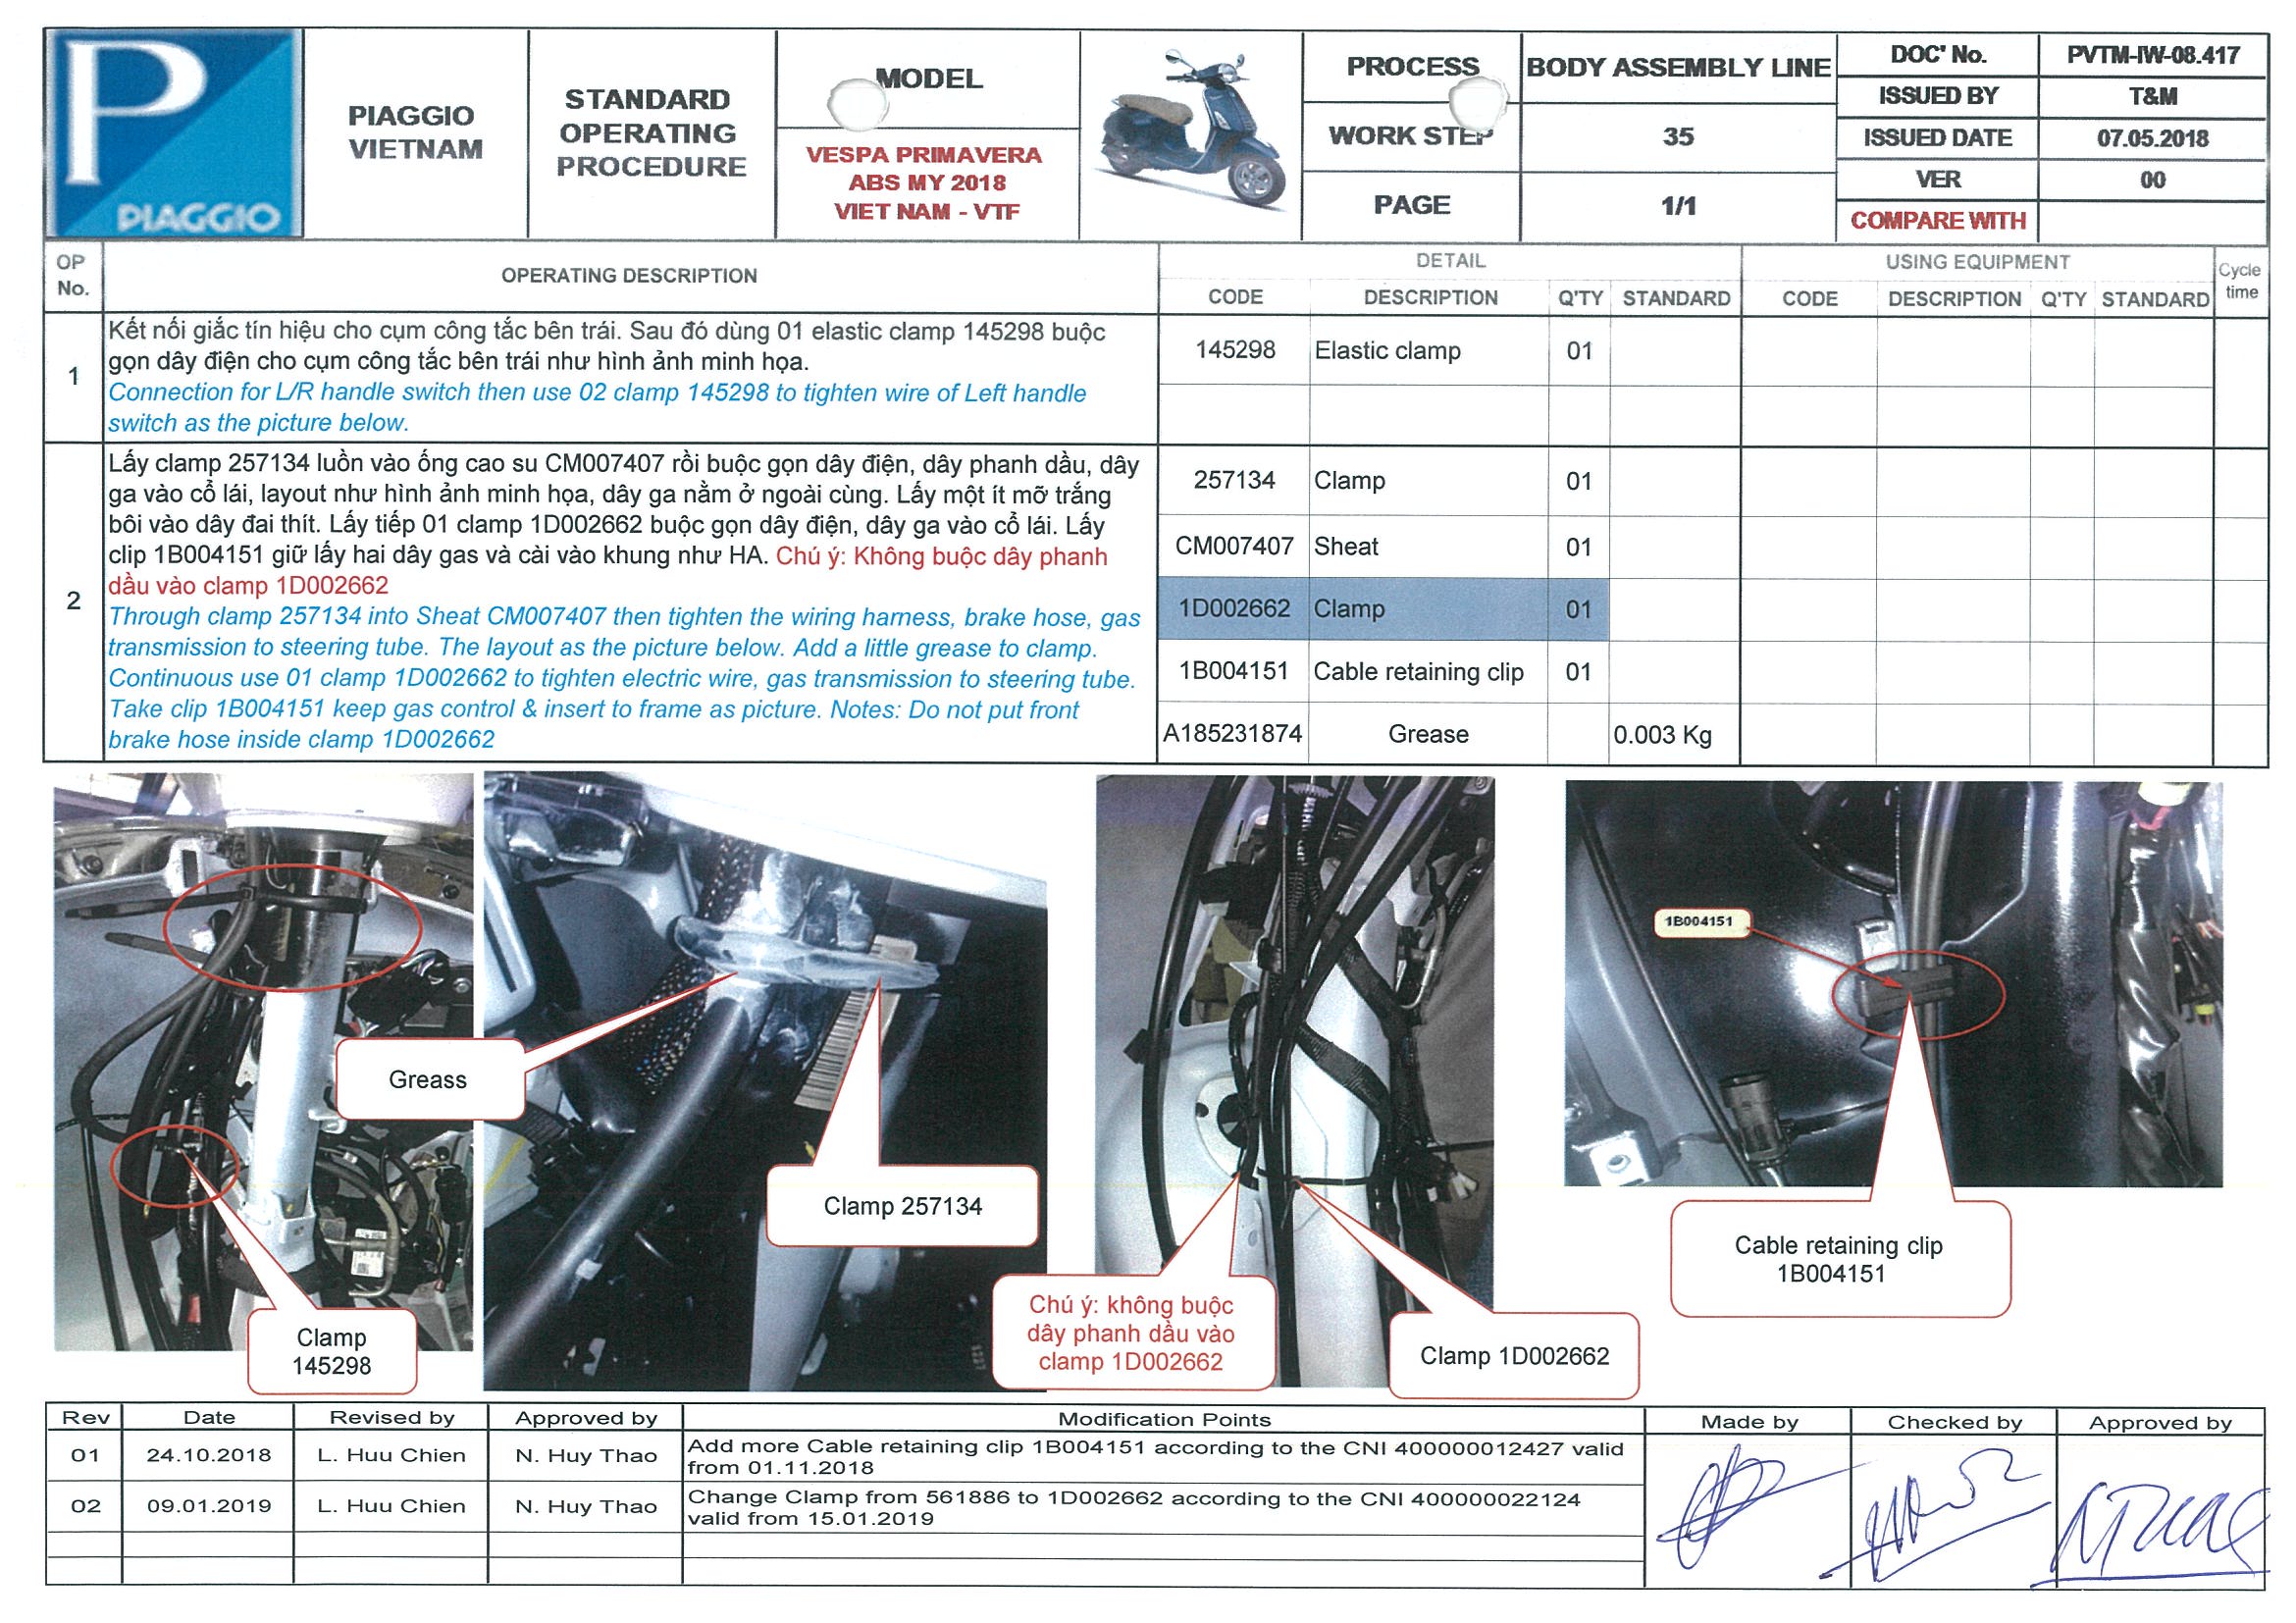 PIAGGIO
PIAGGIO
VIETNAM
STANDARD
OPERATING
PROCEDURE
MODEL
VESPA PRIMAVERA
ABS MY 2018
VIET NAM - VTF
PROCESS
BODY ASSEMBLY LINE
WORK STEP
35
PAGE
1/1
DOC' No.
PVTM-IW-08.417
ISSUED BY
T&M
ISSUED DATE
07.05.2018
VER
00
COMPARE WITH
OP
No.
OPERATING DESCRIPTION
DETAIL
USING EQUIPMENT
Cycle
time
CODE DESCRIPTION Q'TY STANDARD CODE DESCRIPTION Q'TY STANDARD
1
Kết nối giắc tín hiệu cho cụm công tắc bên trái. Sau đó dùng 01 elastic clamp 145298 buộc
gọn dây điện cho cụm công tắc bên trái như hình ảnh minh họa.
Connection for L/R handle switch then use 02 clamp 145298 to tighten wire of Left handle
switch as the picture below.
145298 Elastic clamp 01
2
Lấy clamp 257134 luồn vào ống cao su CM007407 rồi buộc gọn dây điện, dây phanh dầu, dây
ga vào cổ lái, layout như hình ảnh minh họa, dây ga nằm ở ngoài cùng. Lấy một ít mỡ trắng
bôi vào dây đai thít. Lấy tiếp 01 clamp 1D002662 buộc gọn dây điện, dây ga vào cổ lái. Lấy
clip 1B004151 giữ lấy hai dây gas và cài vào khung như HA. Chú ý: Không buộc dây phanh
dầu vào clamp 1D002662
Through clamp 257134 into Sheat CM007407 then tighten the wiring harness, brake hose, gas
transmission to steering tube. The layout as the picture below. Add a little grease to clamp.
Continuous use 01 clamp 1D002662 to tighten electric wire, gas transmission to steering tube.
Take clip 1B004151 keep gas control & insert to frame as picture. Notes: Do not put front
brake hose inside clamp 1D002662
257134 Clamp 01
CM007407 Sheat 01
1D002662 Clamp 01
1B004151 Cable retaining clip 01
A185231874 Grease 0.003 Kg
Clamp
145298
Greass
Clamp 257134
Chú ý: không buộc
dây phanh dầu vào
clamp 1D002662
Clamp 1D002662
1B004151
Cable retaining clip
1B004151
Rev Date Revised by Approved by Modification Points Made by Checked by Approved by
01 24.10.2018 L. Huu Chien N. Huy Thao
Add more Cable retaining clip 1B004151 according to the CNI 400000012427 valid
from 01.11.2018
02 09.01.2019 L. Huu Chien N. Huy Thao
Change Clamp from 561886 to 1D002662 according to the CNI 400000022124
valid from 15.01.2019